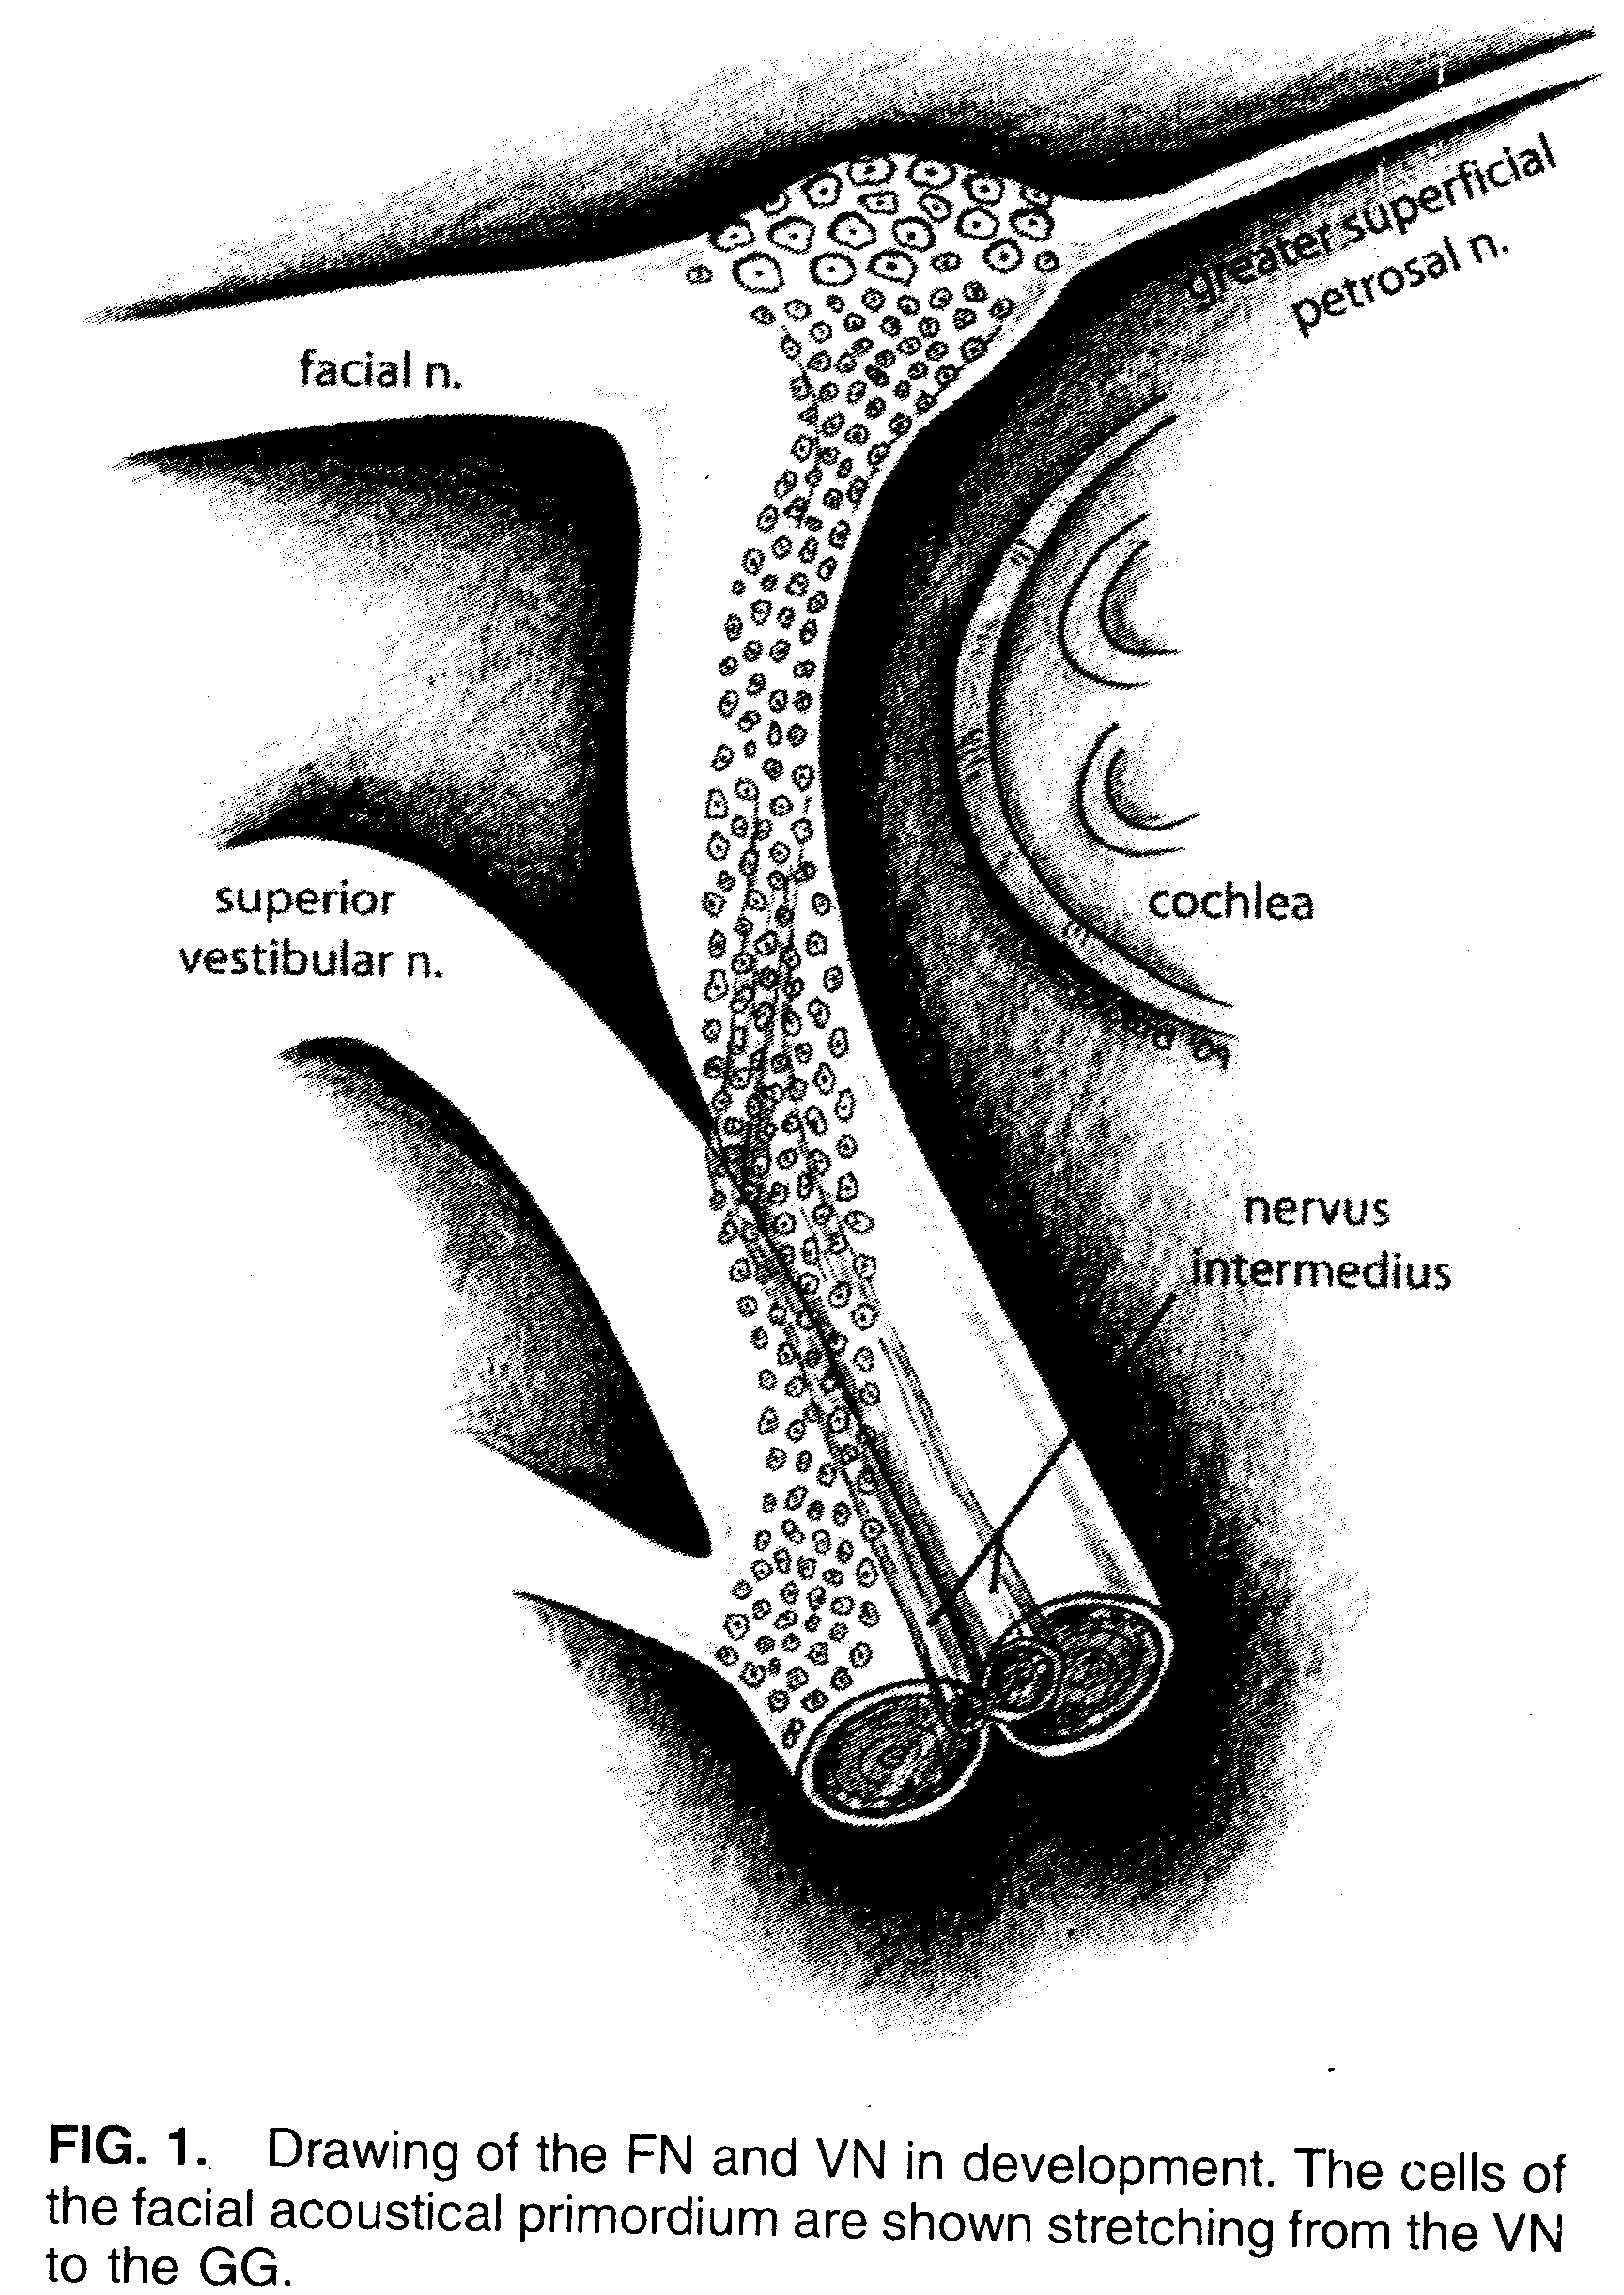 greater superficial
petrosal n.
facial n.
superior
vestibular n.
cochlea
nervus
intermedius
FIG. 1. Drawing of the FN and VN in development. The cells of
the facial acoustical primordium are shown stretching from the VN
to the GG.